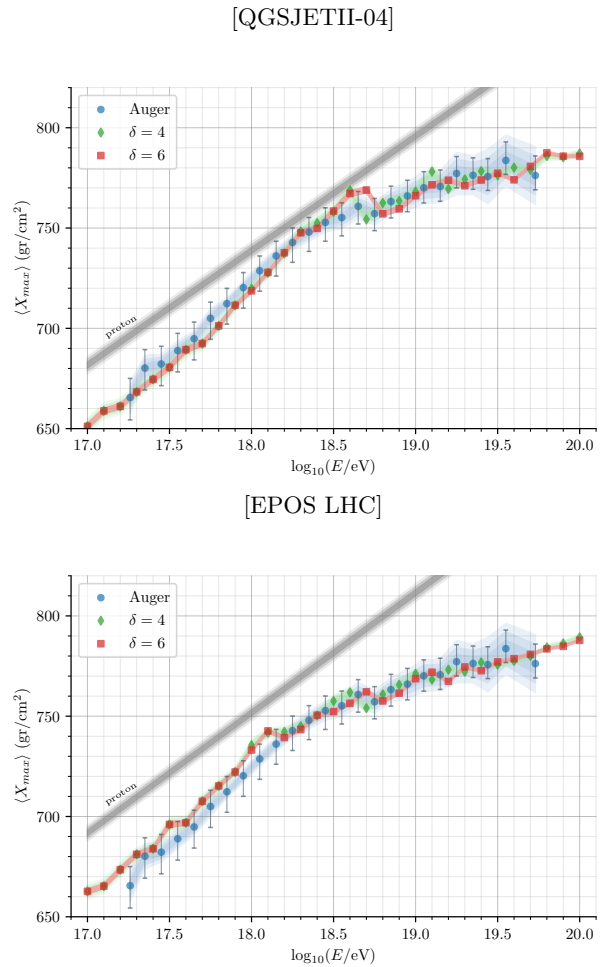 [QGSJETII-04]
Auger
δ = 4
δ = 6
800
750
700
650
⟨X_max⟩ (gr/cm²)
proton
17.0 17.5 18.0 18.5 19.0 19.5 20.0
log₁₀(E/eV)
[EPOS LHC]
Auger
δ = 4
δ = 6
800
750
700
650
⟨X_max⟩ (gr/cm²)
proton
17.0 17.5 18.0 18.5 19.0 19.5 20.0
log₁₀(E/eV)